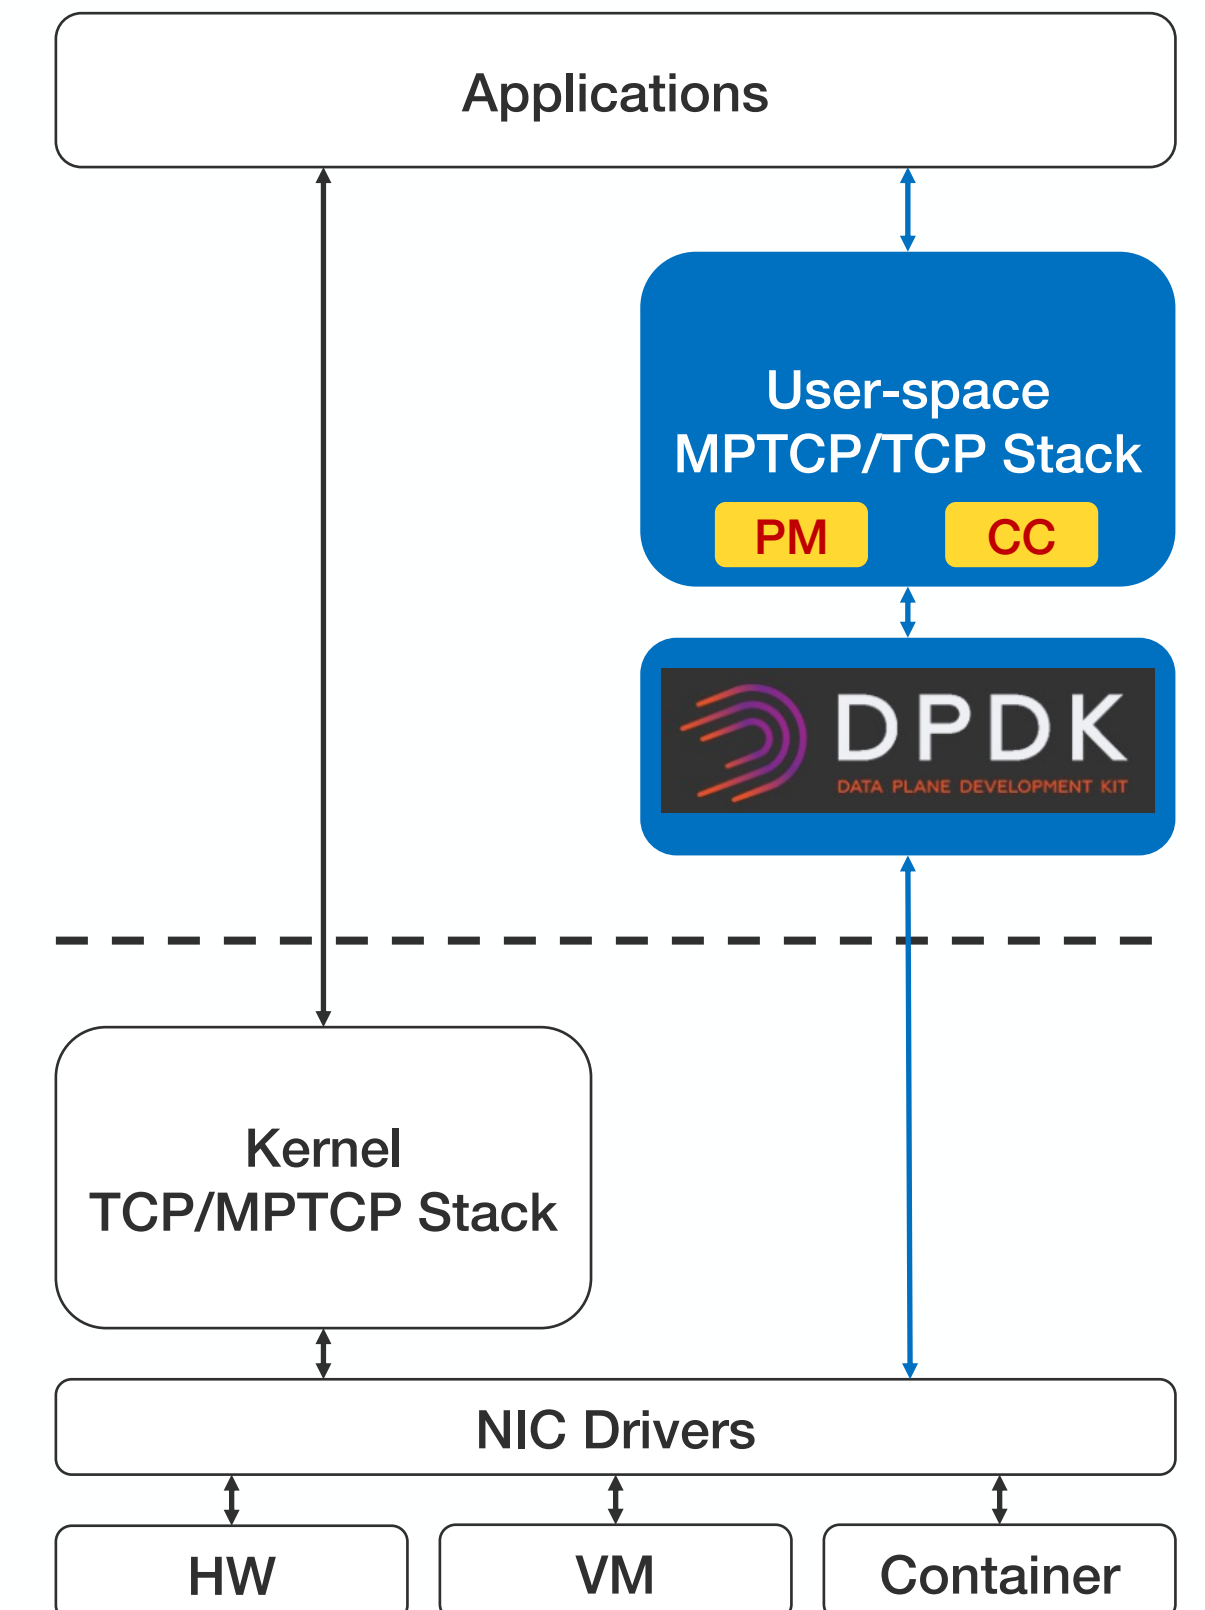 Applications
User-space
MPTCP/TCP Stack
PM
CC
DPDK
DATA PLANE DEVELOPMENT KIT
Kernel
TCP/MPTCP Stack
NIC Drivers
HW
VM
Container